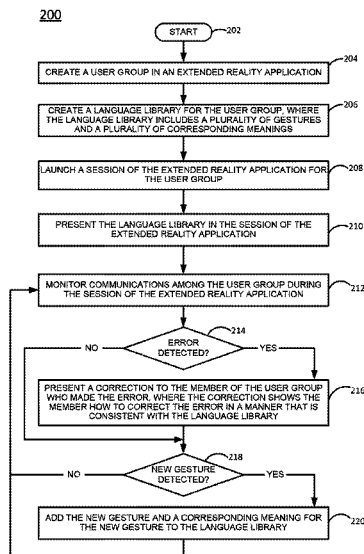 200
START
202
204
CREATE A USER GROUP IN AN EXTENDED REALITY APPLICATION
206
CREATE A LANGUAGE LIBRARY FOR THE USER GROUP, WHERE
THE LANGUAGE LIBRARY INCLUDES A PLURALITY OF GESTURES
AND A PLURALITY OF CORRESPONDING MEANINGS
208
LAUNCH A SESSION OF THE EXTENDED REALITY APPLICATION FOR
THE USER GROUP
210
PRESENT THE LANGUAGE LIBRARY IN THE SESSION OF THE
EXTENDED REALITY APPLICATION
212
MONITOR COMMUNICATIONS AMONG THE USER GROUP DURING
THE SESSION OF THE EXTENDED REALITY APPLICATION
214
NO
ERROR
DETECTED?
YES
216
PRESENT A CORRECTION TO THE MEMBER OF THE USER GROUP
WHO MADE THE ERROR, WHERE THE CORRECTION SHOWS THE
MEMBER HOW TO CORRECT THE ERROR IN A MANNER THAT IS
CONSISTENT WITH THE LANGUAGE LIBRARY
218
NO
NEW GESTURE
DETECTED?
YES
220
ADD THE NEW GESTURE AND A CORRESPONDING MEANING FOR
THE NEW GESTURE TO THE LANGUAGE LIBRARY